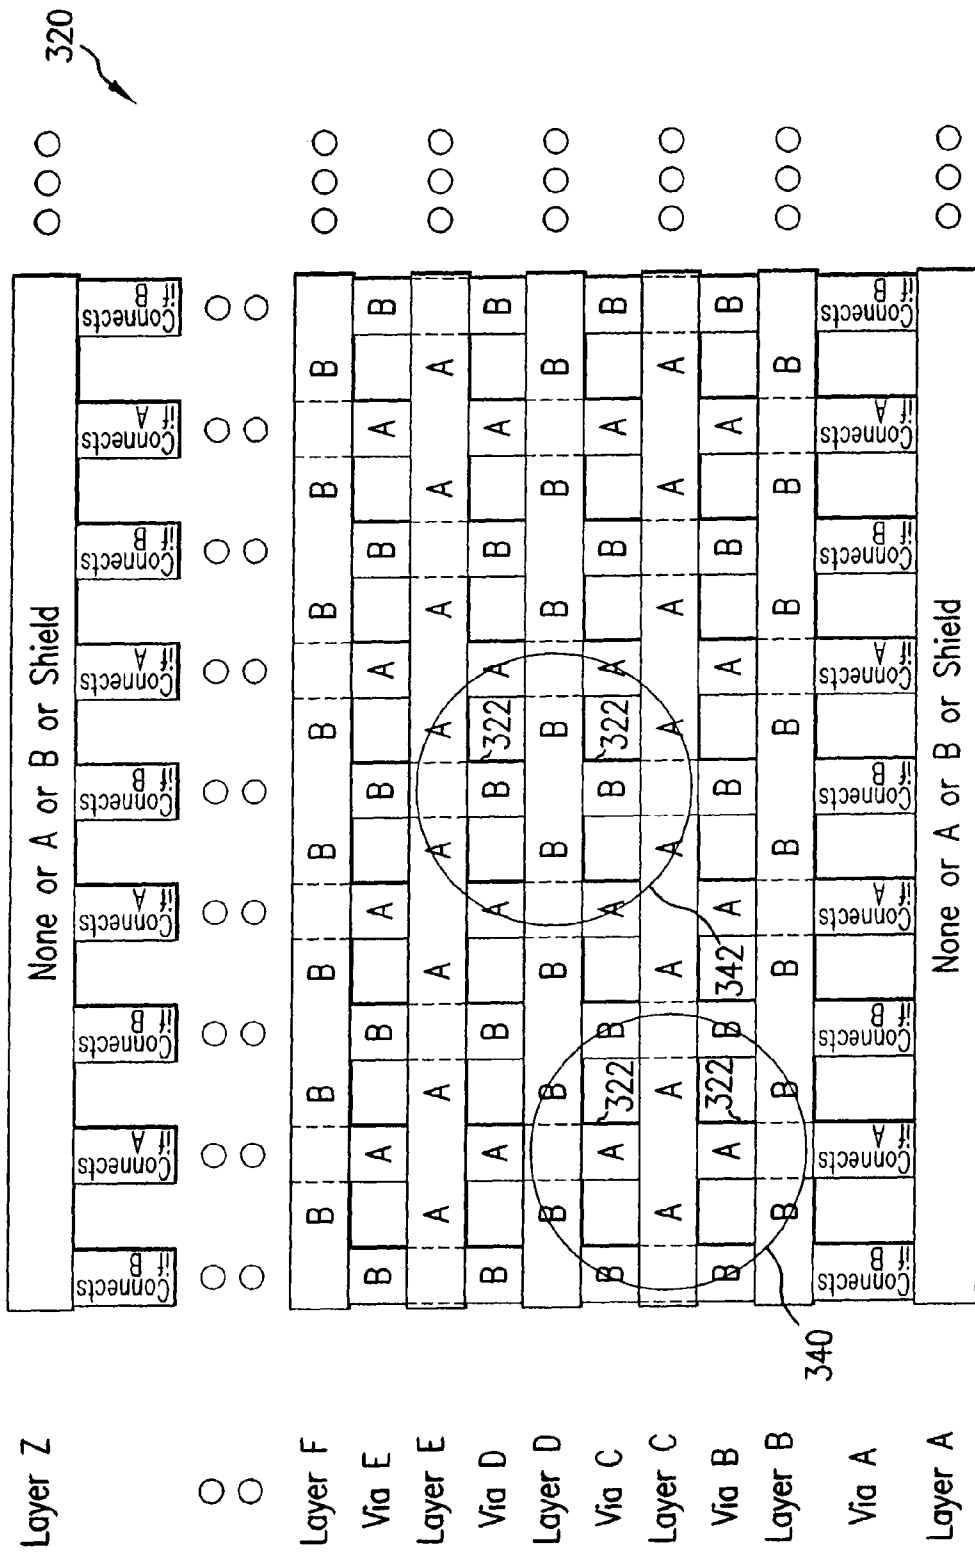 320
Layer Z None or A or B or Shield
Connects if B Connects if A Connects if B Connects if A Connects if B Connects if A Connects if B Connects if A Connects if B
Layer F B B B B B B B B
Via E B A B A B A B A B
Layer E A A A A A A A A
Via D B A B A B 322 A B A B
Layer D B B B B B B B B
Via C B A 322 B A B 322 A B A B
Layer C A A A A A A A A
Via B B A 322 B 342 A B A B A B
Layer B B B B B B B B B
340
Via A Connects if B Connects if A Connects if B Connects if A Connects if B Connects if A Connects if B Connects if A Connects if B
Layer A None or A or B or Shield